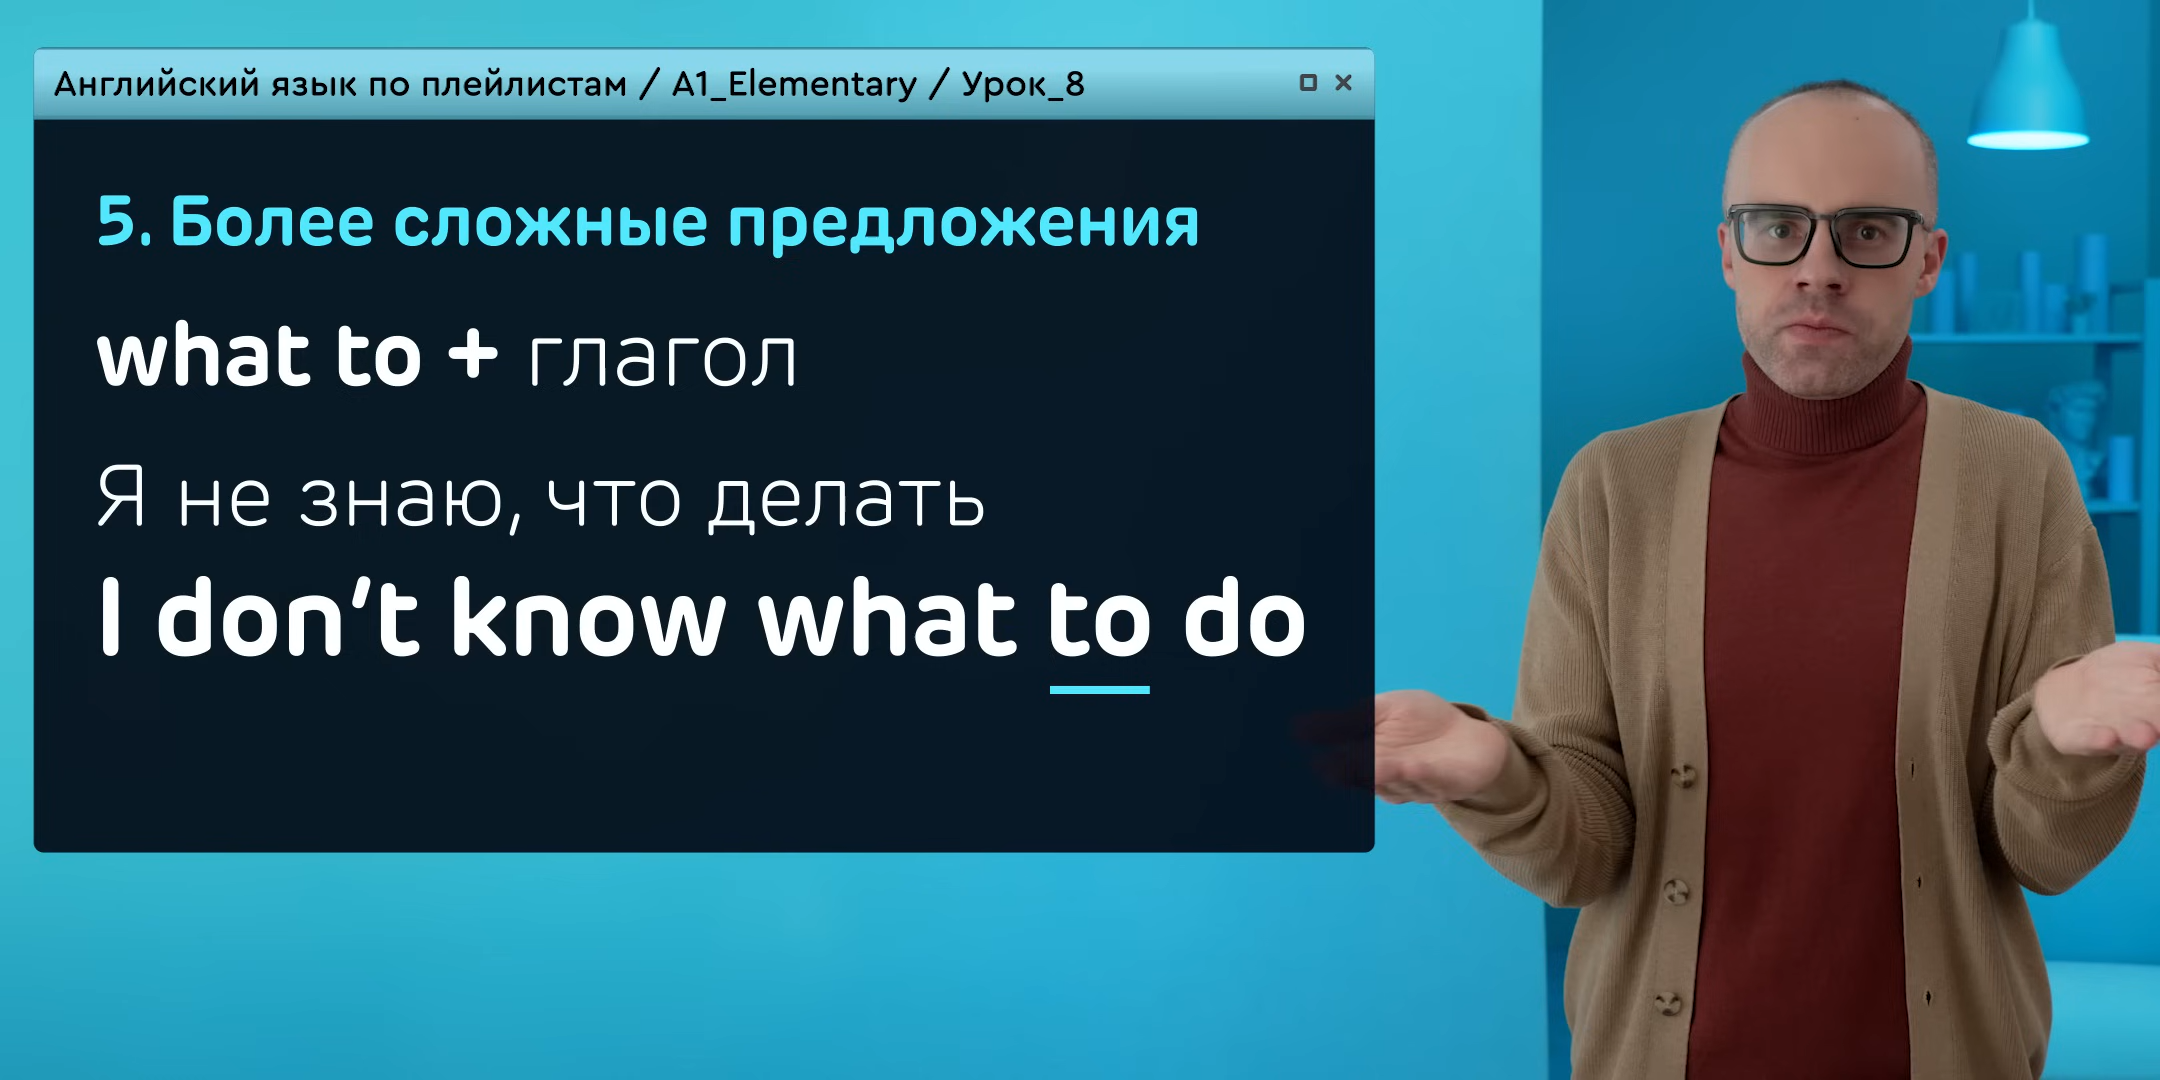 Английский язык по плейлистам / A1_Elementary / Урок_8
5. Более сложные предложения
what to + глагол
Я не знаю, что делать
I don’t know what to do